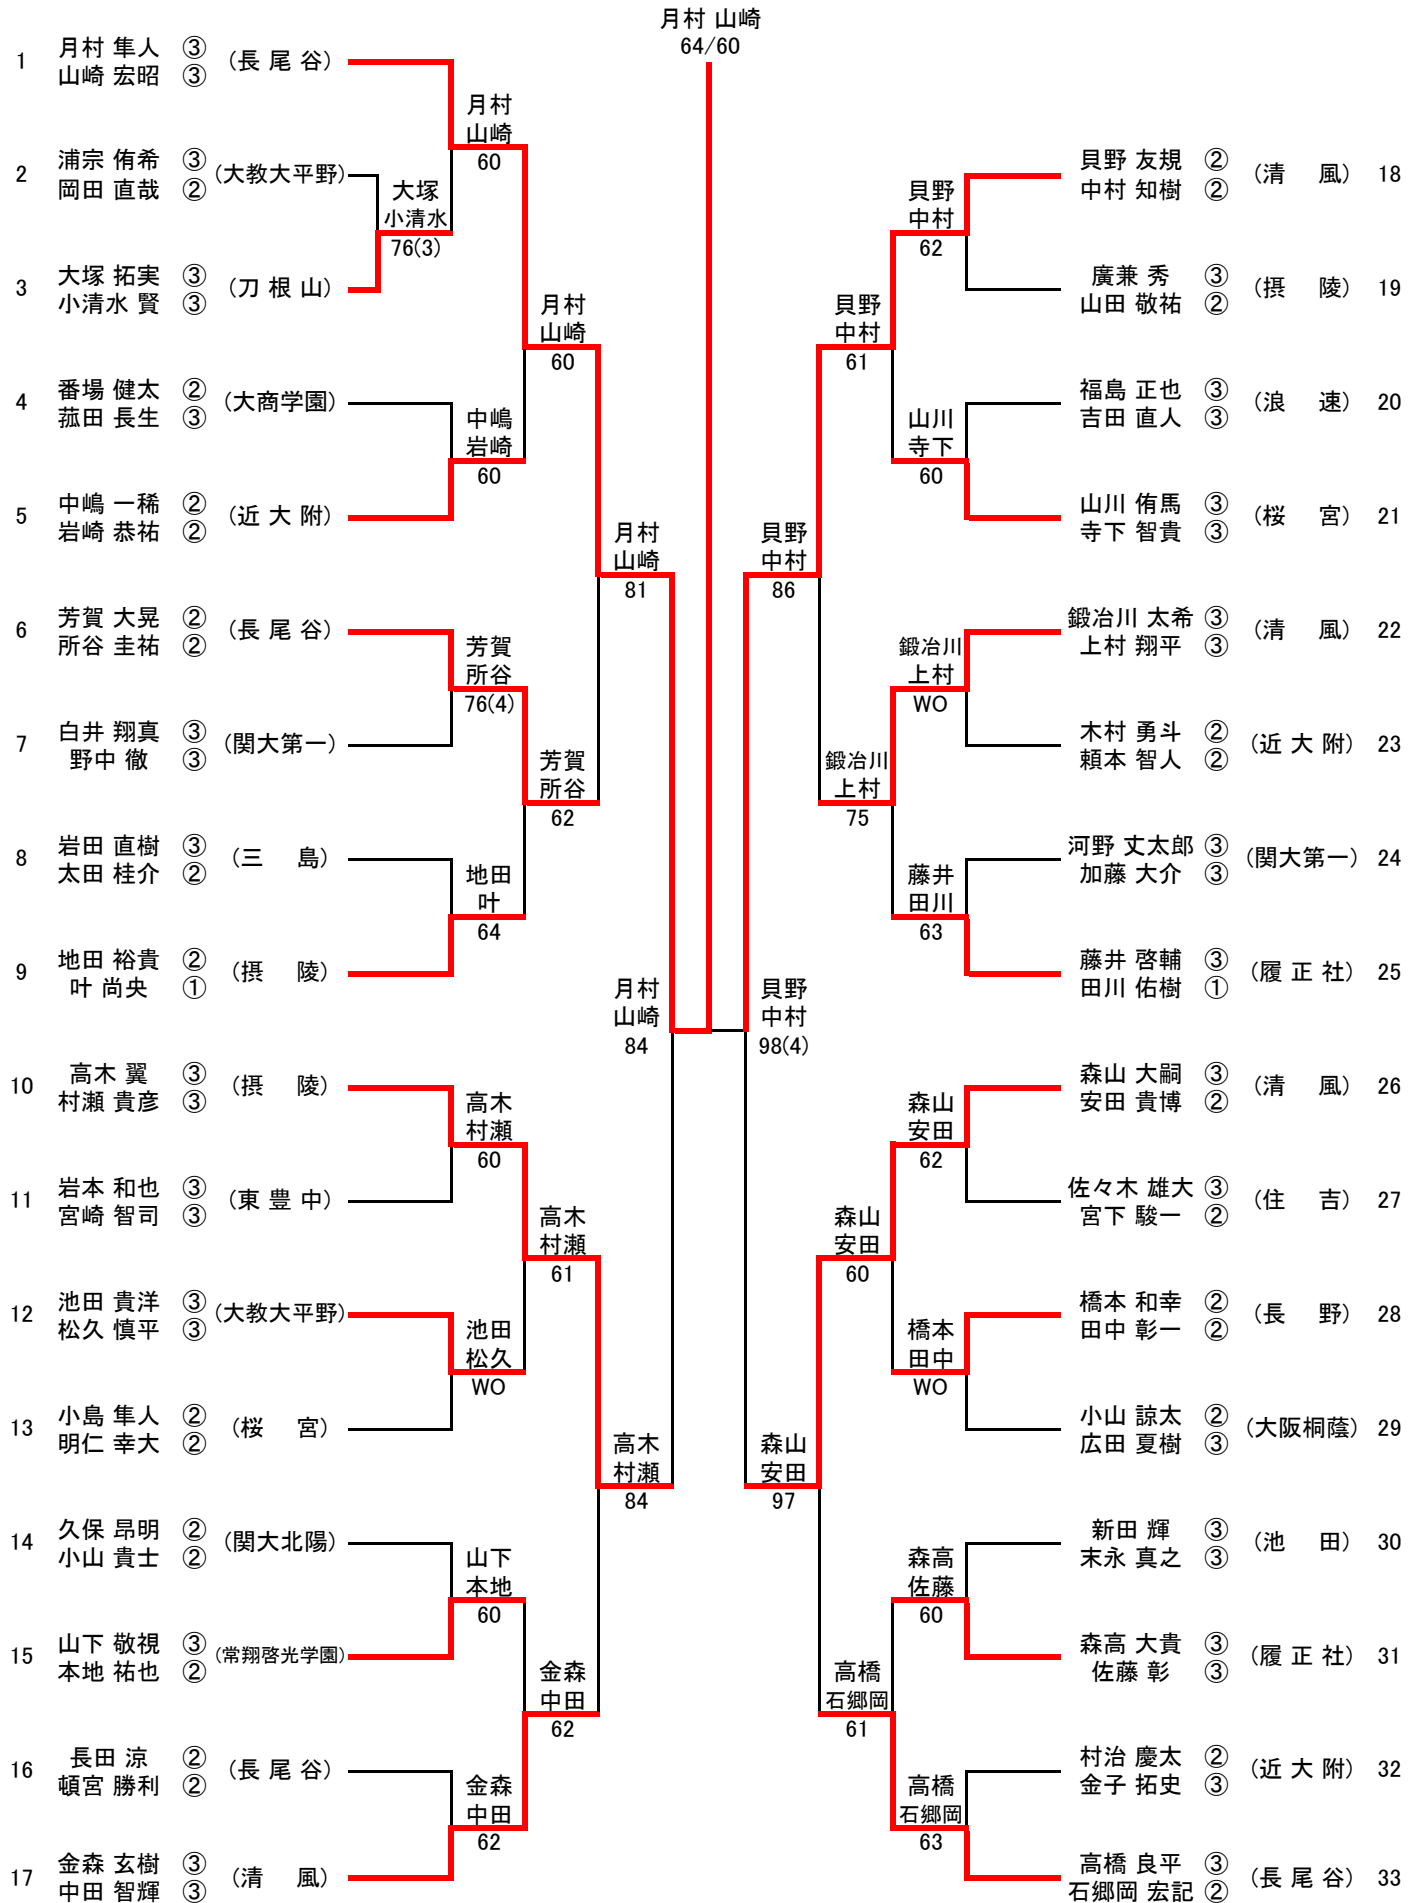 月村 山崎
64/60
1 月村 隼人 ③ (長 尾 谷)
山崎 宏昭 ③
2 浦宗 侑希 ③ (大教大平野)
岡田 直哉 ②
3 大塚 拓実 ③ (刀 根 山)
小清水 賢 ③
4 番場 健太 ② (大商学園)
菰田 長生 ③
5 中嶋 一稀 ② (近 大 附)
岩崎 恭祐 ②
6 芳賀 大晃 ② (長 尾 谷)
所谷 圭祐 ②
7 白井 翔真 ③ (関大第一)
野中 徹 ③
8 岩田 直樹 ③ (三 島)
太田 桂介 ②
9 地田 裕貴 ② (摂 陵)
叶 尚央 ①
10 高木 翼 ③ (摂 陵)
村瀬 貴彦 ③
11 岩本 和也 ③ (東 豊 中)
宮崎 智司 ③
12 池田 貴洋 ③ (大教大平野)
松久 慎平 ③
13 小島 隼人 ② (桜 宮)
明仁 幸大 ②
14 久保 昂明 ② (関大北陽)
小山 貴士 ②
15 山下 敬視 ③ (常翔啓光学園)
本地 祐也 ②
16 長田 涼 ② (長 尾 谷)
頓宮 勝利 ②
17 金森 玄樹 ③ (清 風)
中田 智輝 ③
大塚
小清水
76(3)
月村
山崎
60
中嶋
岩崎
60
芳賀
所谷
76(4)
地田
叶
64
高木
村瀬
60
池田
松久
WO
山下
本地
60
金森
中田
62
月村
山崎
60
芳賀
所谷
62
高木
村瀬
61
金森
中田
62
月村
山崎
81
高木
村瀬
84
月村
山崎
84
貝野
中村
98(4)
貝野
中村
86
森山
安田
97
貝野
中村
61
鍛冶川
上村
75
森山
安田
60
高橋
石郷岡
61
貝野
中村
62
山川
寺下
60
鍛冶川
上村
WO
藤井
田川
63
森山
安田
62
橋本
田中
WO
森高
佐藤
60
高橋
石郷岡
63
貝野 友規 ② (清 風) 18
中村 知樹 ②
廣兼 秀 ③ (摂 陵) 19
山田 敬祐 ②
福島 正也 ③ (浪 速) 20
吉田 直人 ③
山川 侑馬 ③ (桜 宮) 21
寺下 智貴 ③
鍛冶川 太希 ③ (清 風) 22
上村 翔平 ③
木村 勇斗 ② (近 大 附) 23
頼本 智人 ②
河野 丈太郎 ③ (関大第一) 24
加藤 大介 ③
藤井 啓輔 ③ (履 正 社) 25
田川 佑樹 ①
森山 大嗣 ③ (清 風) 26
安田 貴博 ②
佐々木 雄大 ③ (住 吉) 27
宮下 駿一 ②
橋本 和幸 ② (長 野) 28
田中 彰一 ②
小山 諒太 ② (大阪桐蔭) 29
広田 夏樹 ③
新田 輝 ③ (池 田) 30
末永 真之 ③
森高 大貴 ③ (履 正 社) 31
佐藤 彰 ③
村治 慶太 ② (近 大 附) 32
金子 拓史 ③
高橋 良平 ③ (長 尾 谷) 33
石郷岡 宏記 ②